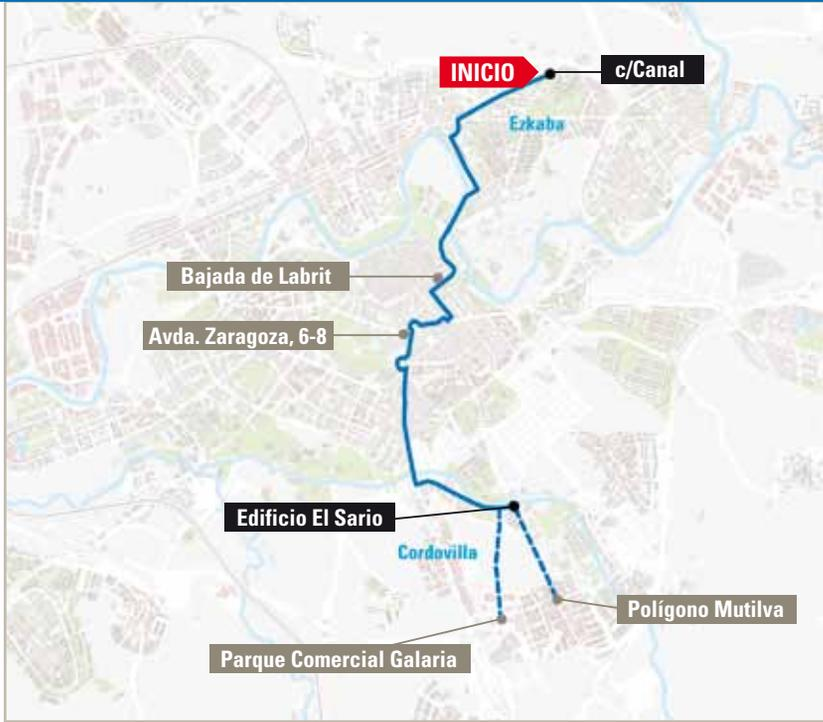 INICIO
c/Canal
Ezkaba
Bajada de Labrit
Avda. Zaragoza, 6-8
Edificio El Sario
Cordovilla
Polígono Mutilva
Parque Comercial Galaria